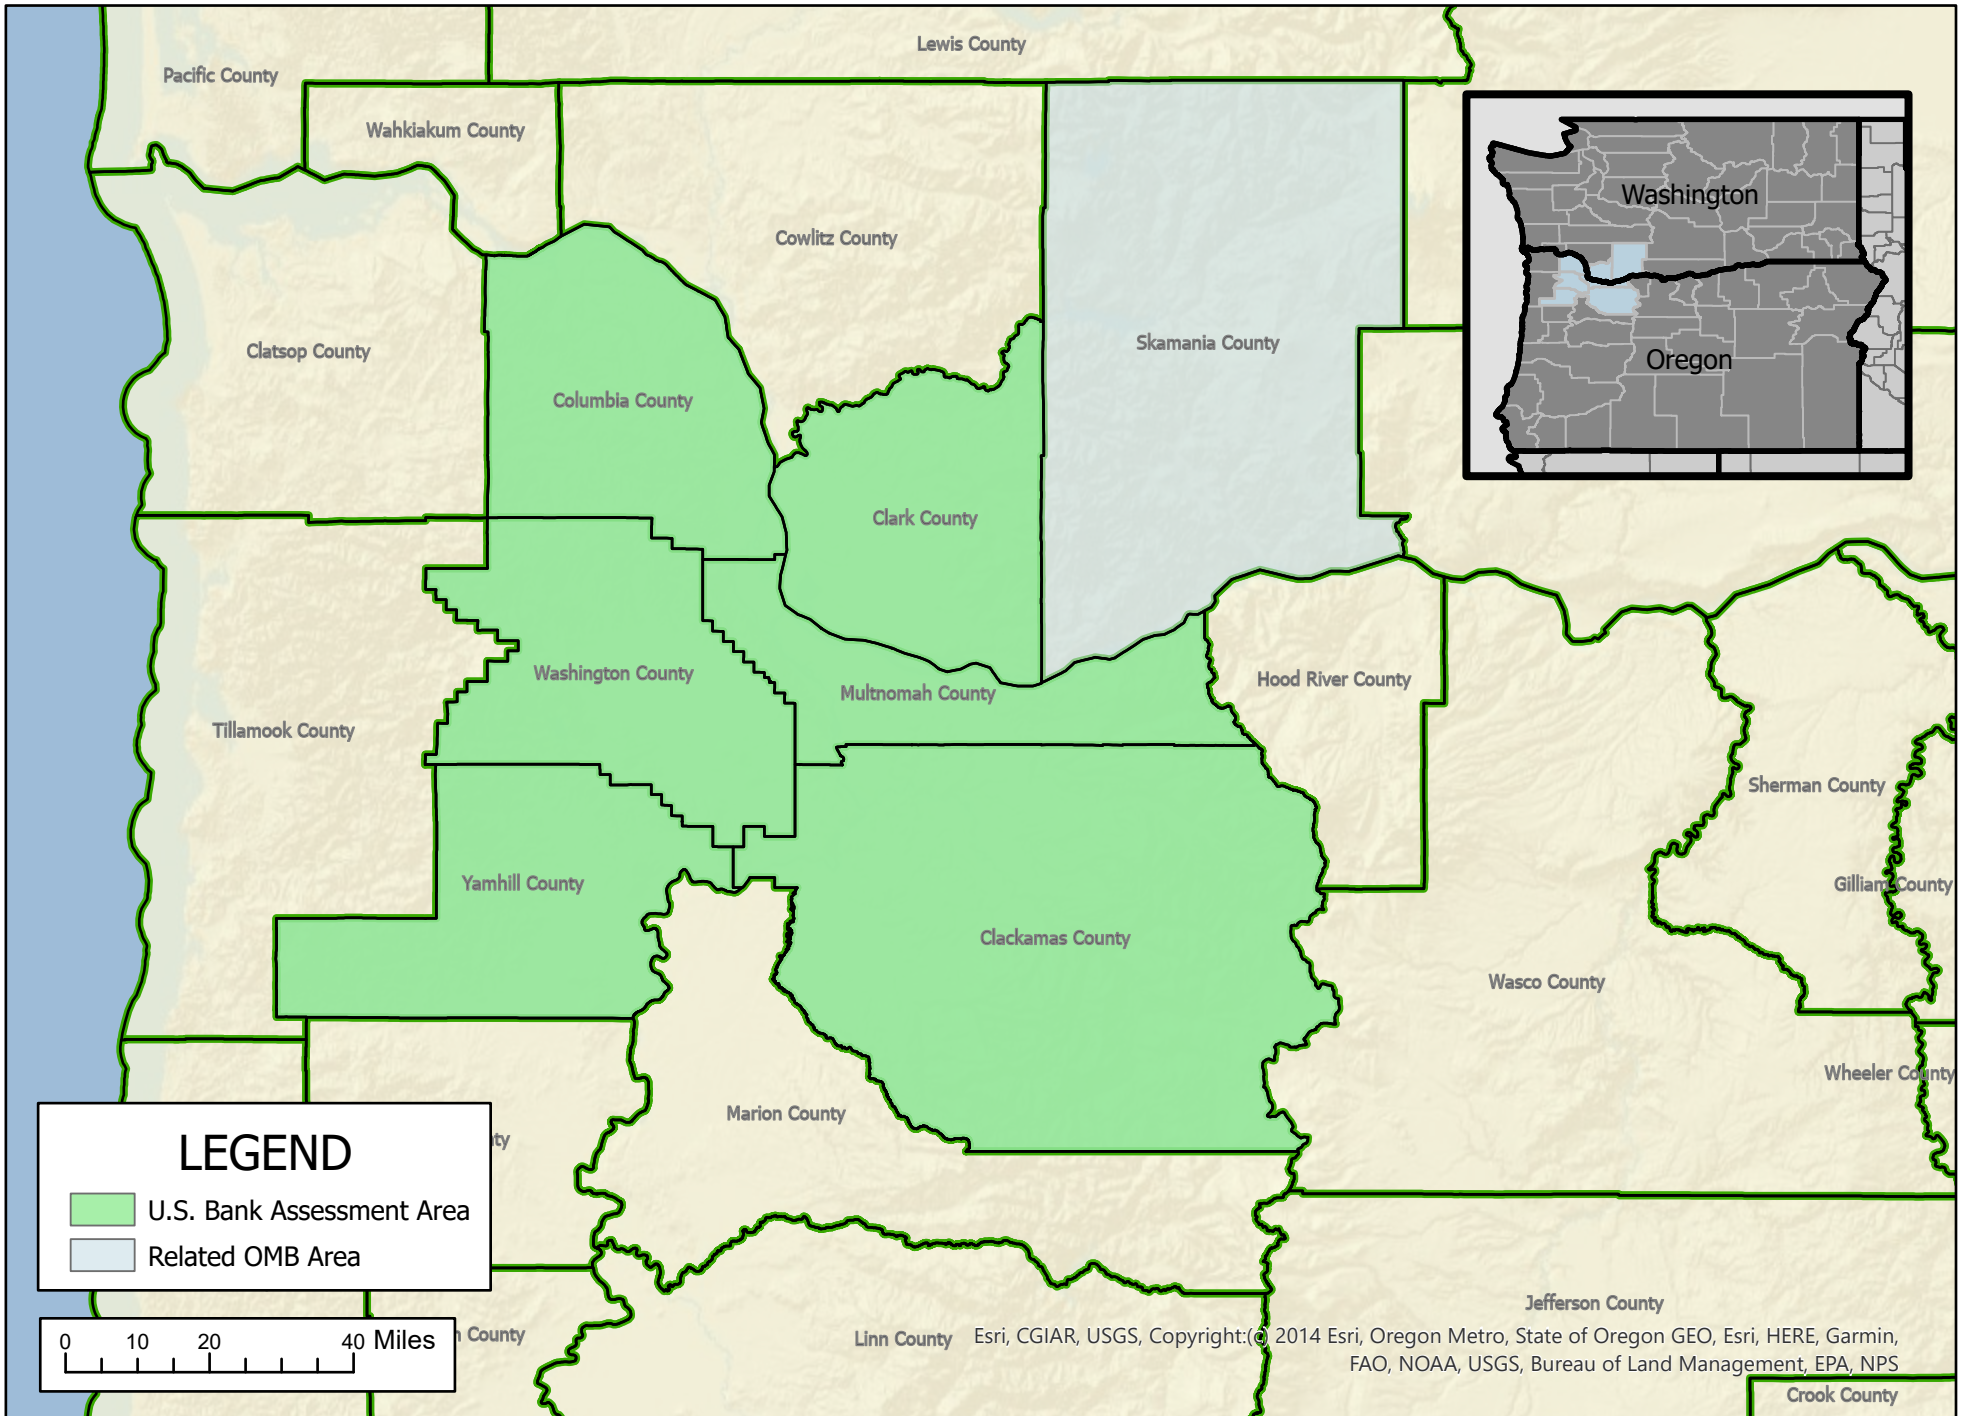 Lewis County
Pacific County
Wahkiakum County
Cowlitz County
Washington
Skamania County
Clatsop County
Oregon
Columbia County
Clark County
Washington County
Hood River County
Multnomah County
Tillamook County
Sherman County
Yamhill County
Gilliam County
Clackamas County
Wasco County
Wheeler County
Marion County
LEGEND
U.S. Bank Assessment Area
Related OMB Area
Jefferson County
0 10 20 40 Miles
County
Linn County
Esri, CGIAR, USGS, Copyright:(c) 2014 Esri, Oregon Metro, State of Oregon GEO, Esri, HERE, Garmin,
FAO, NOAA, USGS, Bureau of Land Management, EPA, NPS
Crook County